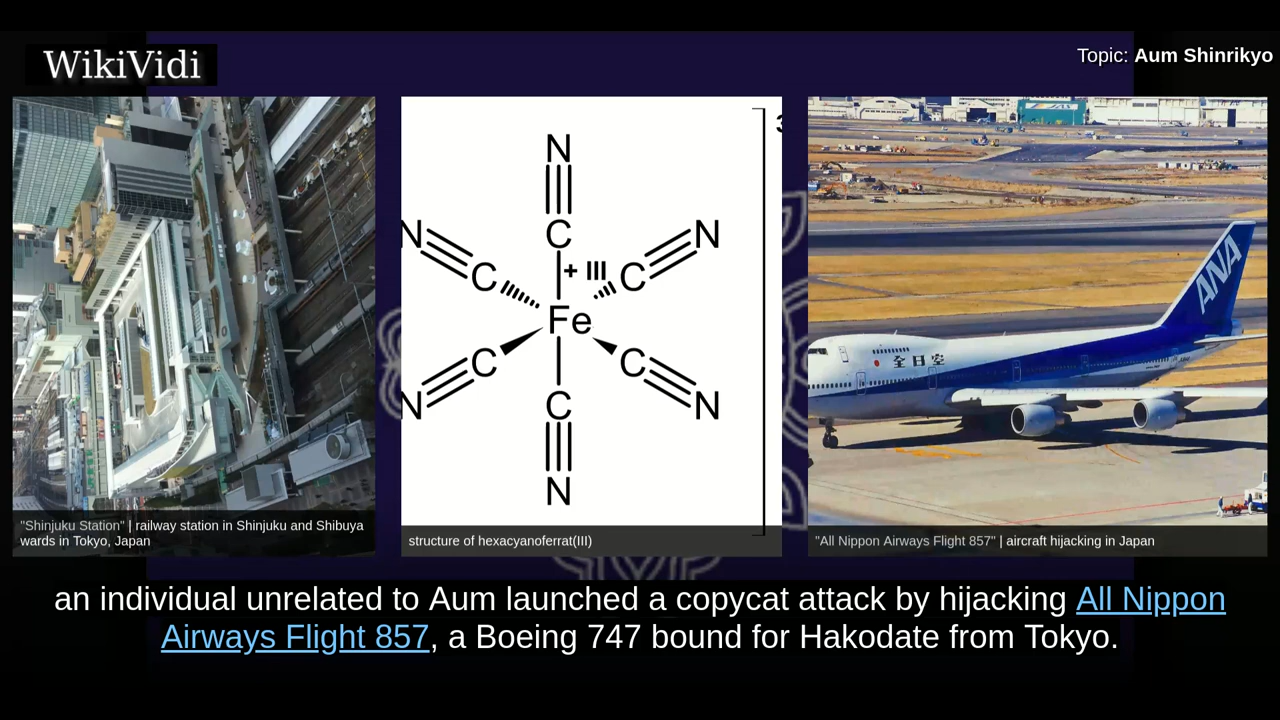 WikiVidi
Topic: Aum Shinrikyo
N
N
N
C
C
C
+ III
Fe
C
C
C
N
N
N
ANA
全日空
"Shinjuku Station" | railway station in Shinjuku and Shibuya
wards in Tokyo, Japan
structure of hexacyanoferrat(III)
"All Nippon Airways Flight 857" | aircraft hijacking in Japan
an individual unrelated to Aum launched a copycat attack by hijacking All Nippon
Airways Flight 857, a Boeing 747 bound for Hakodate from Tokyo.